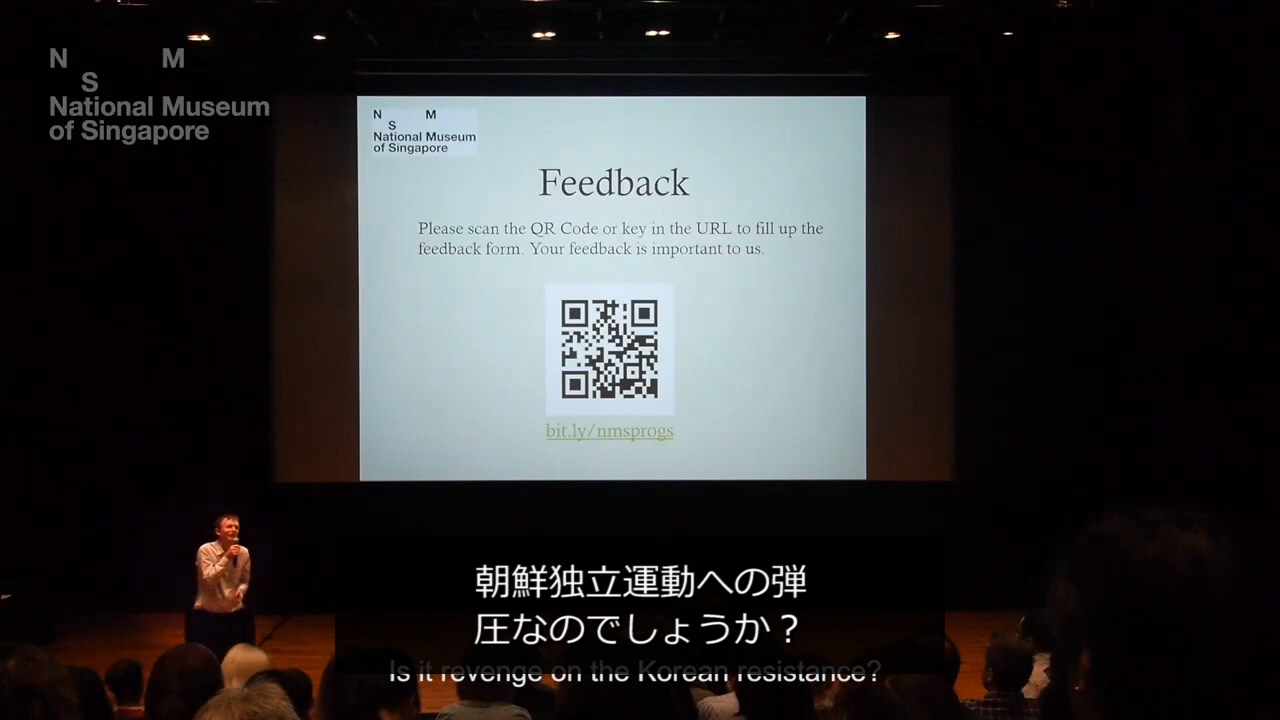 N M
S
National Museum
of Singapore
N M
S
National Museum
of Singapore
Feedback
Please scan the QR Code or key in the URL to fill up the
feedback form. Your feedback is important to us.
bit.ly/nmsprogs
朝鮮独立運動への弾
圧なのでしょうか？
Is it revenge on the Korean resistance?